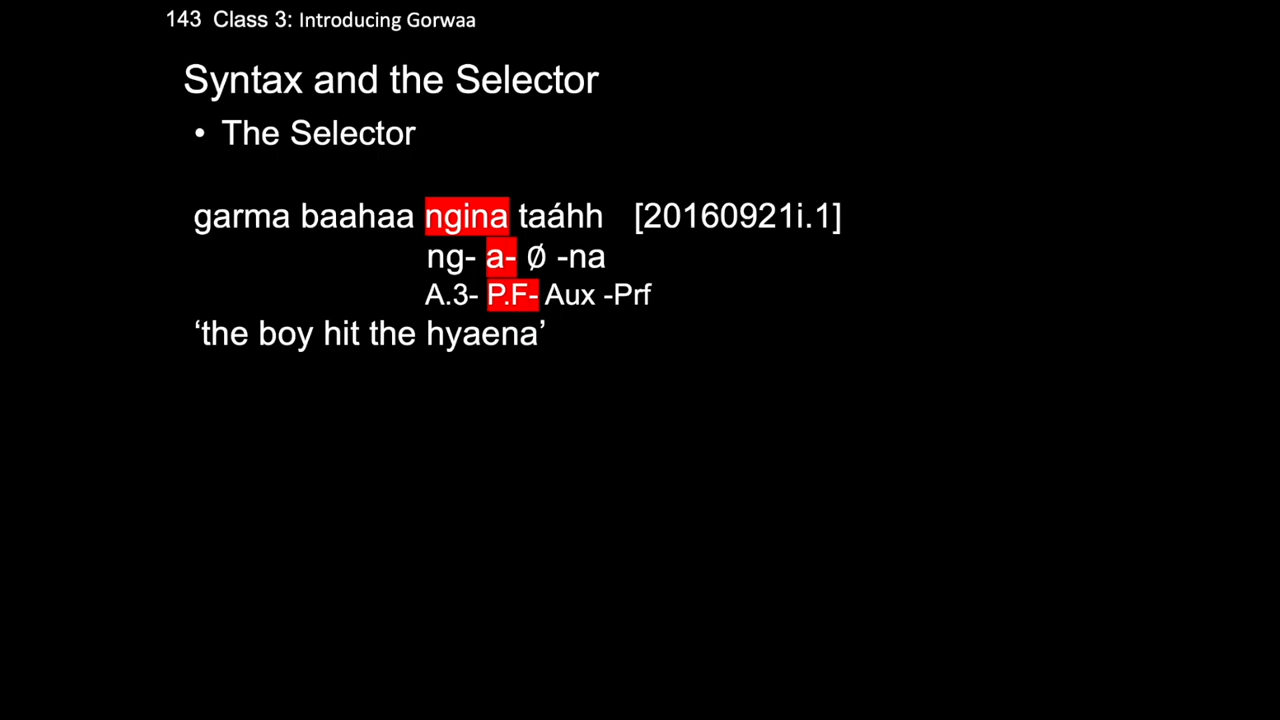 143 Class 3: Introducing Gorwaa
Syntax and the Selector
• The Selector
garma baahaa ngina taáhh [20160921i.1]
ng- a- Ø -na
A.3- P.F- Aux -Prf
‘the boy hit the hyaena’